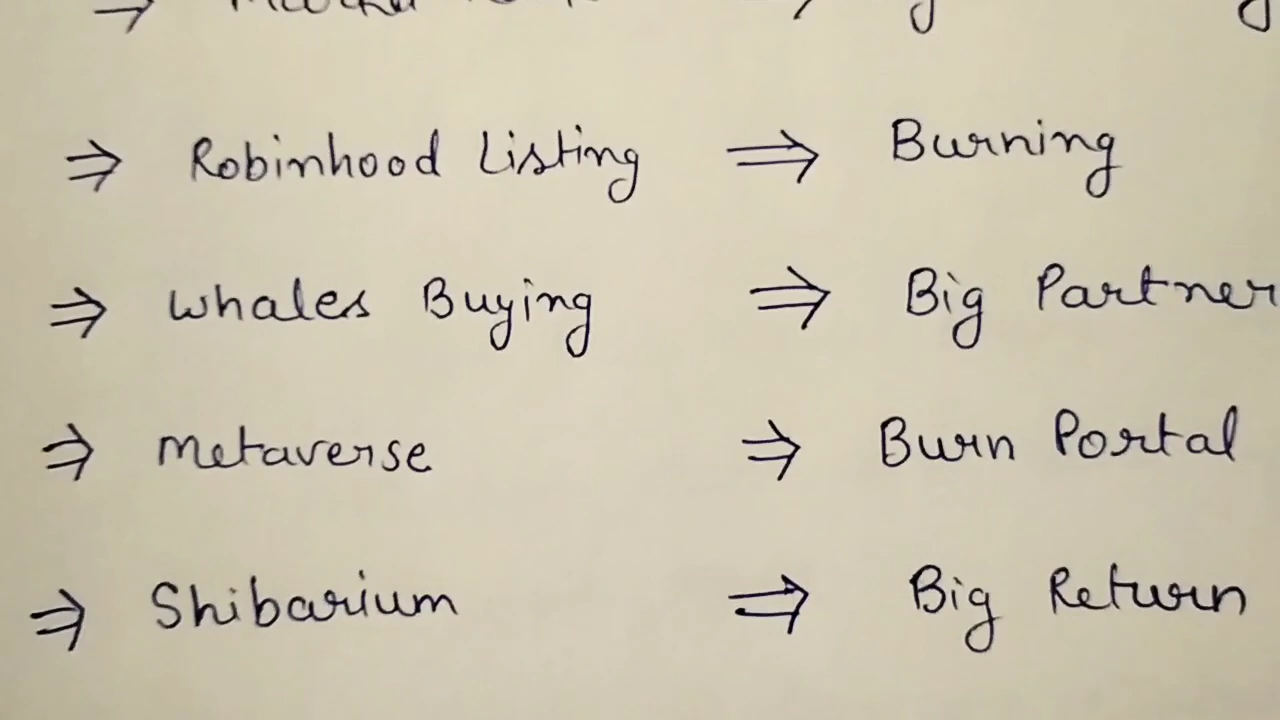 ⇒ Robinhood Listing ⇒ Burning
⇒ Whales Buying ⇒ Big Partner
⇒ Metaverse ⇒ Burn Portal
⇒ Shibarium ⇒ Big Return